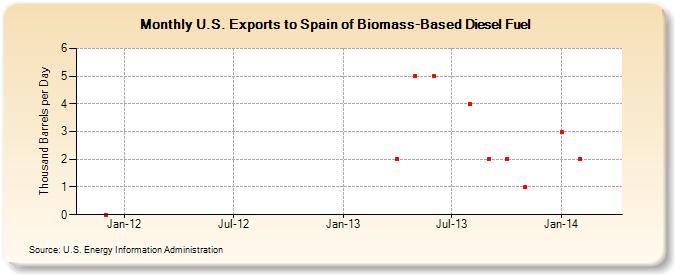 Monthly U.S. Exports to Spain of Biomass-Based Diesel Fuel
Thousand Barrels per Day
6
5
4
3
2
1
0
Jan-12 Jul-12 Jan-13 Jul-13 Jan-14
Source: U.S. Energy Information Administration